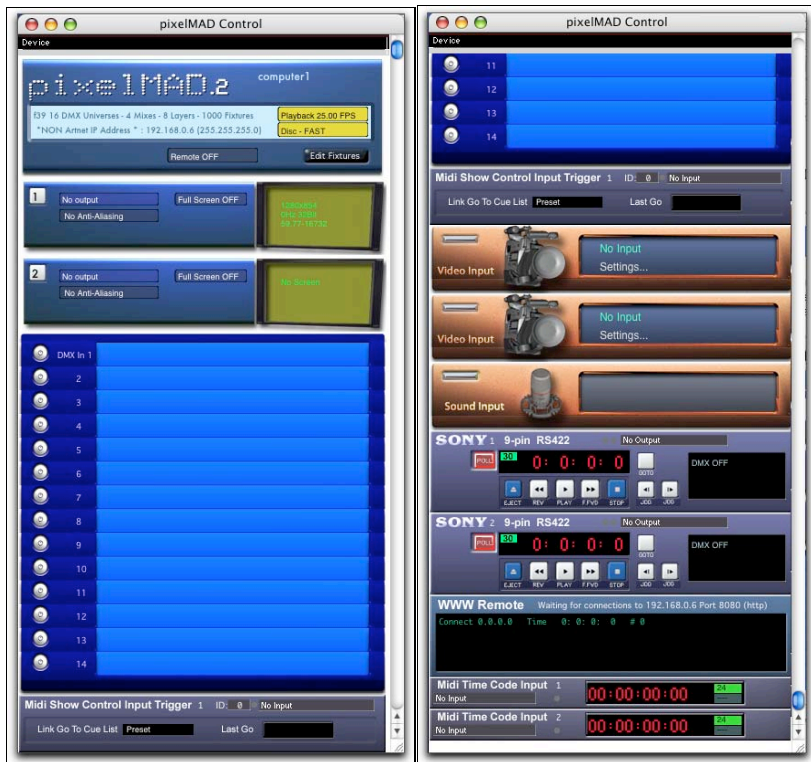 pixelMAD Control
Device
pixelMAD.2
computer1
f39 16 DMX Universes - 4 Mixes - 8 Layers - 1000 Fixtures
Playback 25.00 FPS
"NON Artnet IP Address " : 192.168.0.6 (255.255.255.0)
Disc - FAST
Remote OFF
Edit Fixtures
1
No output
Full Screen OFF
No Anti-Aliasing
1280x854
0Hz 32Bit
59.77-16732
2
No output
Full Screen OFF
No Anti-Aliasing
No Screen
DMX In 1
2
3
4
5
6
7
8
9
10
11
12
13
14
Midi Show Control Input Trigger 1 ID: 0 No Input
Link Go To Cue List Preset Last Go
pixelMAD Control
Device
11
12
13
14
Midi Show Control Input Trigger 1 ID: 0 No Input
Link Go To Cue List Preset Last Go
Video Input
No Input
Settings...
Video Input
No Input
Settings...
Sound Input
SONY 1 9-pin RS422 No Output
POLL 30 0: 0: 0: 0 GOTO DMX OFF
EJECT REV PLAY F.FWD STOP JOG JOG
SONY 2 9-pin RS422 No Output
POLL 30 0: 0: 0: 0 GOTO DMX OFF
EJECT REV PLAY F.FWD STOP JOG JOG
WWW Remote Waiting for connections to 192.168.0.6 Port 8080 (http)
Connect 0.0.0.0 Time 0: 0: 0: 0 # 0
Midi Time Code Input 1
No Input
00:00:00:00
24
Midi Time Code Input 2
No Input
00:00:00:00
24